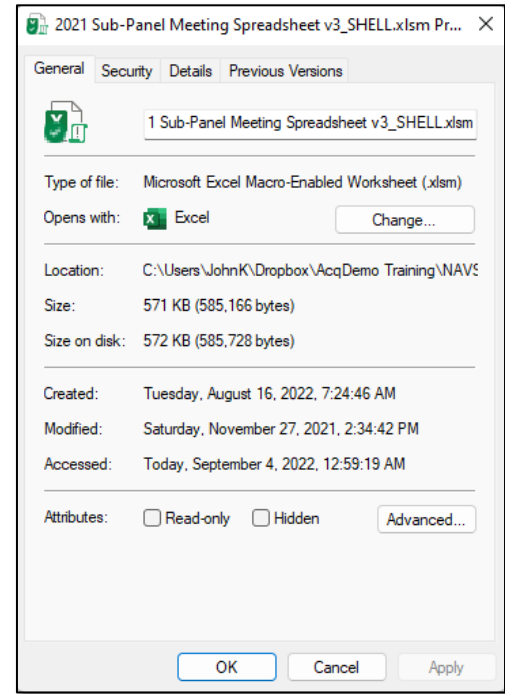 2021 Sub-Panel Meeting Spreadsheet v3_SHELL.xlsm Pr...
General Security Details Previous Versions
1 Sub-Panel Meeting Spreadsheet v3_SHELL.xlsm
Type of file: Microsoft Excel Macro-Enabled Worksheet (.xlsm)
Opens with: Excel Change...
Location: C:\Users\JohnK\Dropbox\AcqDemo Training\NAVS
Size: 571 KB (585,166 bytes)
Size on disk: 572 KB (585,728 bytes)
Created: Tuesday, August 16, 2022, 7:24:46 AM
Modified: Saturday, November 27, 2021, 2:34:42 PM
Accessed: Today, September 4, 2022, 12:59:19 AM
Attributes: Read-only Hidden Advanced...
OK Cancel Apply